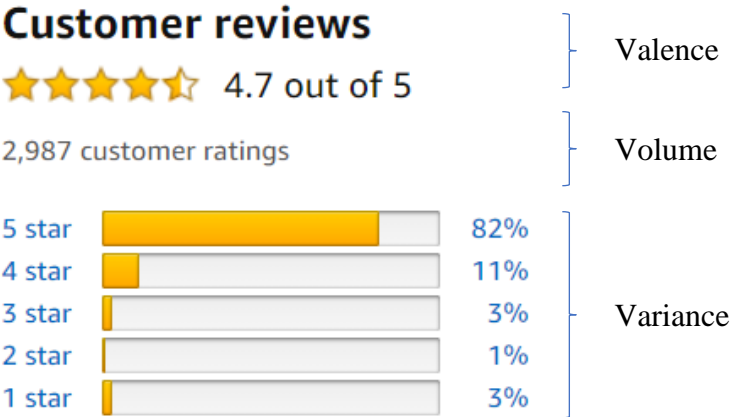 Customer reviews
Valence
4.7 out of 5
2,987 customer ratings
Volume
5 star 82%
4 star 11%
3 star 3%
Variance
2 star 1%
1 star 3%